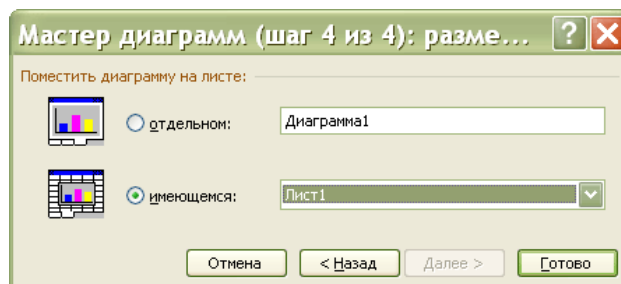 Мастер диаграмм (шаг 4 из 4): разме...
Поместить диаграмму на листе:
отдельном: Диаграмма1
имеющемся: Лист1
Отмена < Назад Далее > Готово